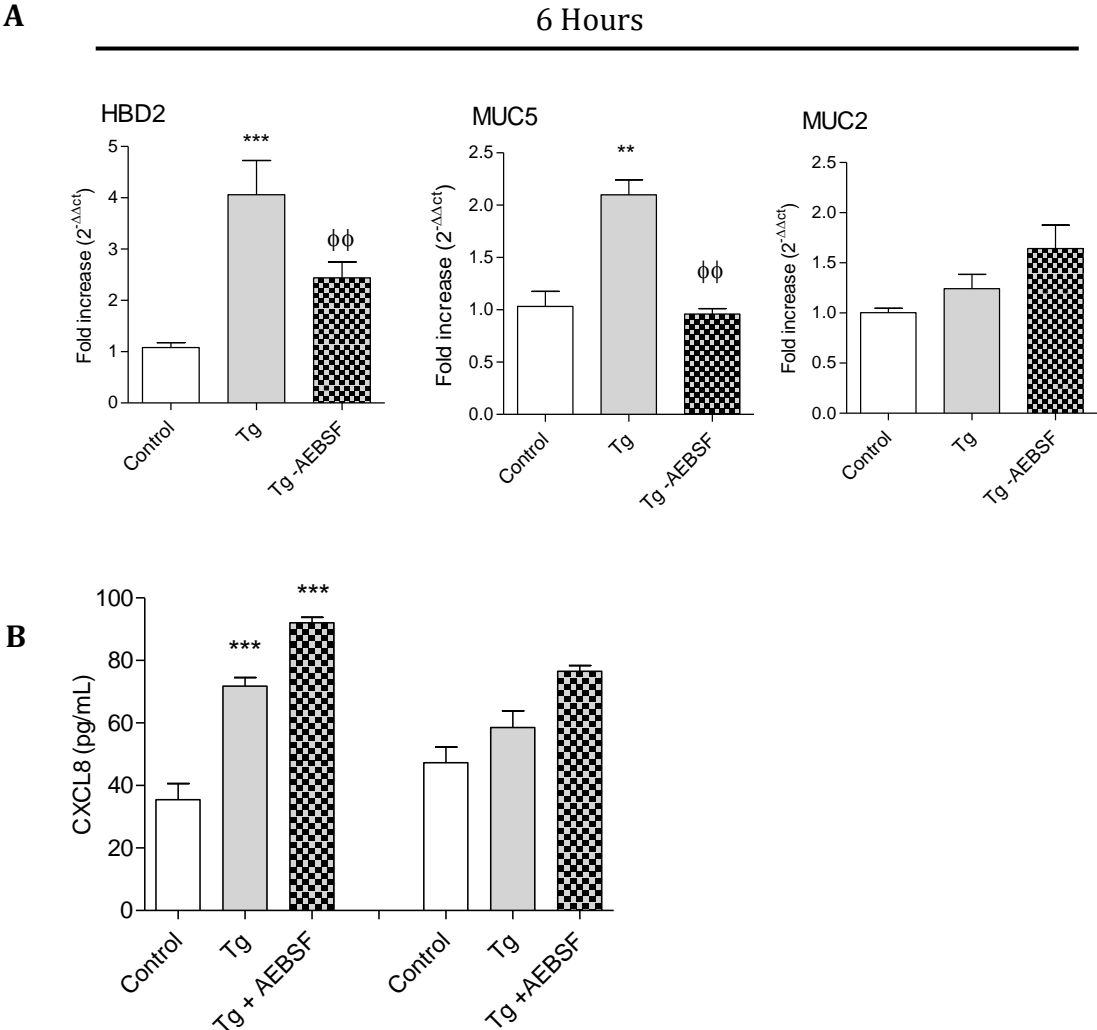 A
6 Hours
HBD2
***
ϕϕ
Fold increase (2^-ΔΔct)
5
4
3
2
1
0
Control
Tg
Tg -AEBSF
MUC5
**
ϕϕ
Fold increase (2^-ΔΔct)
2.5
2.0
1.5
1.0
0.5
0.0
Control
Tg
Tg -AEBSF
MUC2
Fold increase (2^-ΔΔct)
2.5
2.0
1.5
1.0
0.5
0.0
Control
Tg
Tg -AEBSF
B
***
***
CXCL8 (pg/mL)
100
80
60
40
20
0
Control
Tg
Tg + AEBSF
Control
Tg
Tg +AEBSF